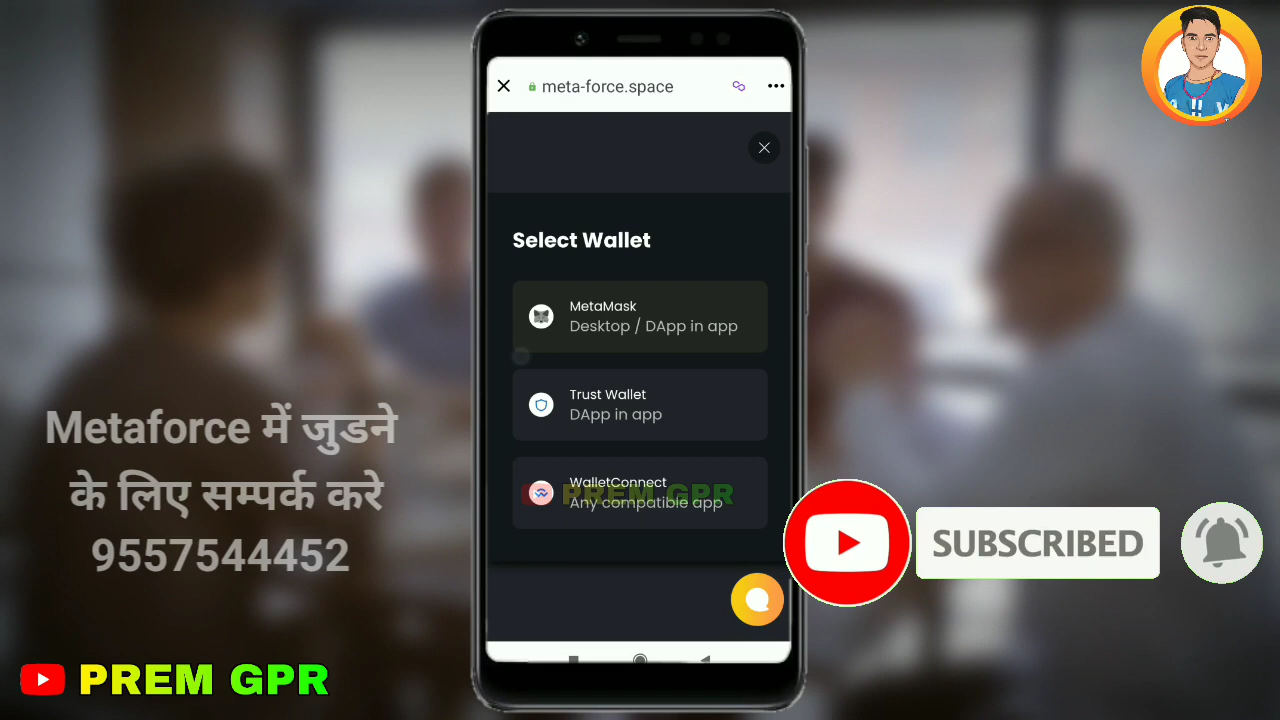 meta-force.space
Select Wallet
MetaMask
Desktop / DApp in app
Trust Wallet
DApp in app
WalletConnect
Any compatible app
PREM GPR
Metaforce में जुडने
के लिए सम्पर्क करे
9557544452
SUBSCRIBED
PREM GPR